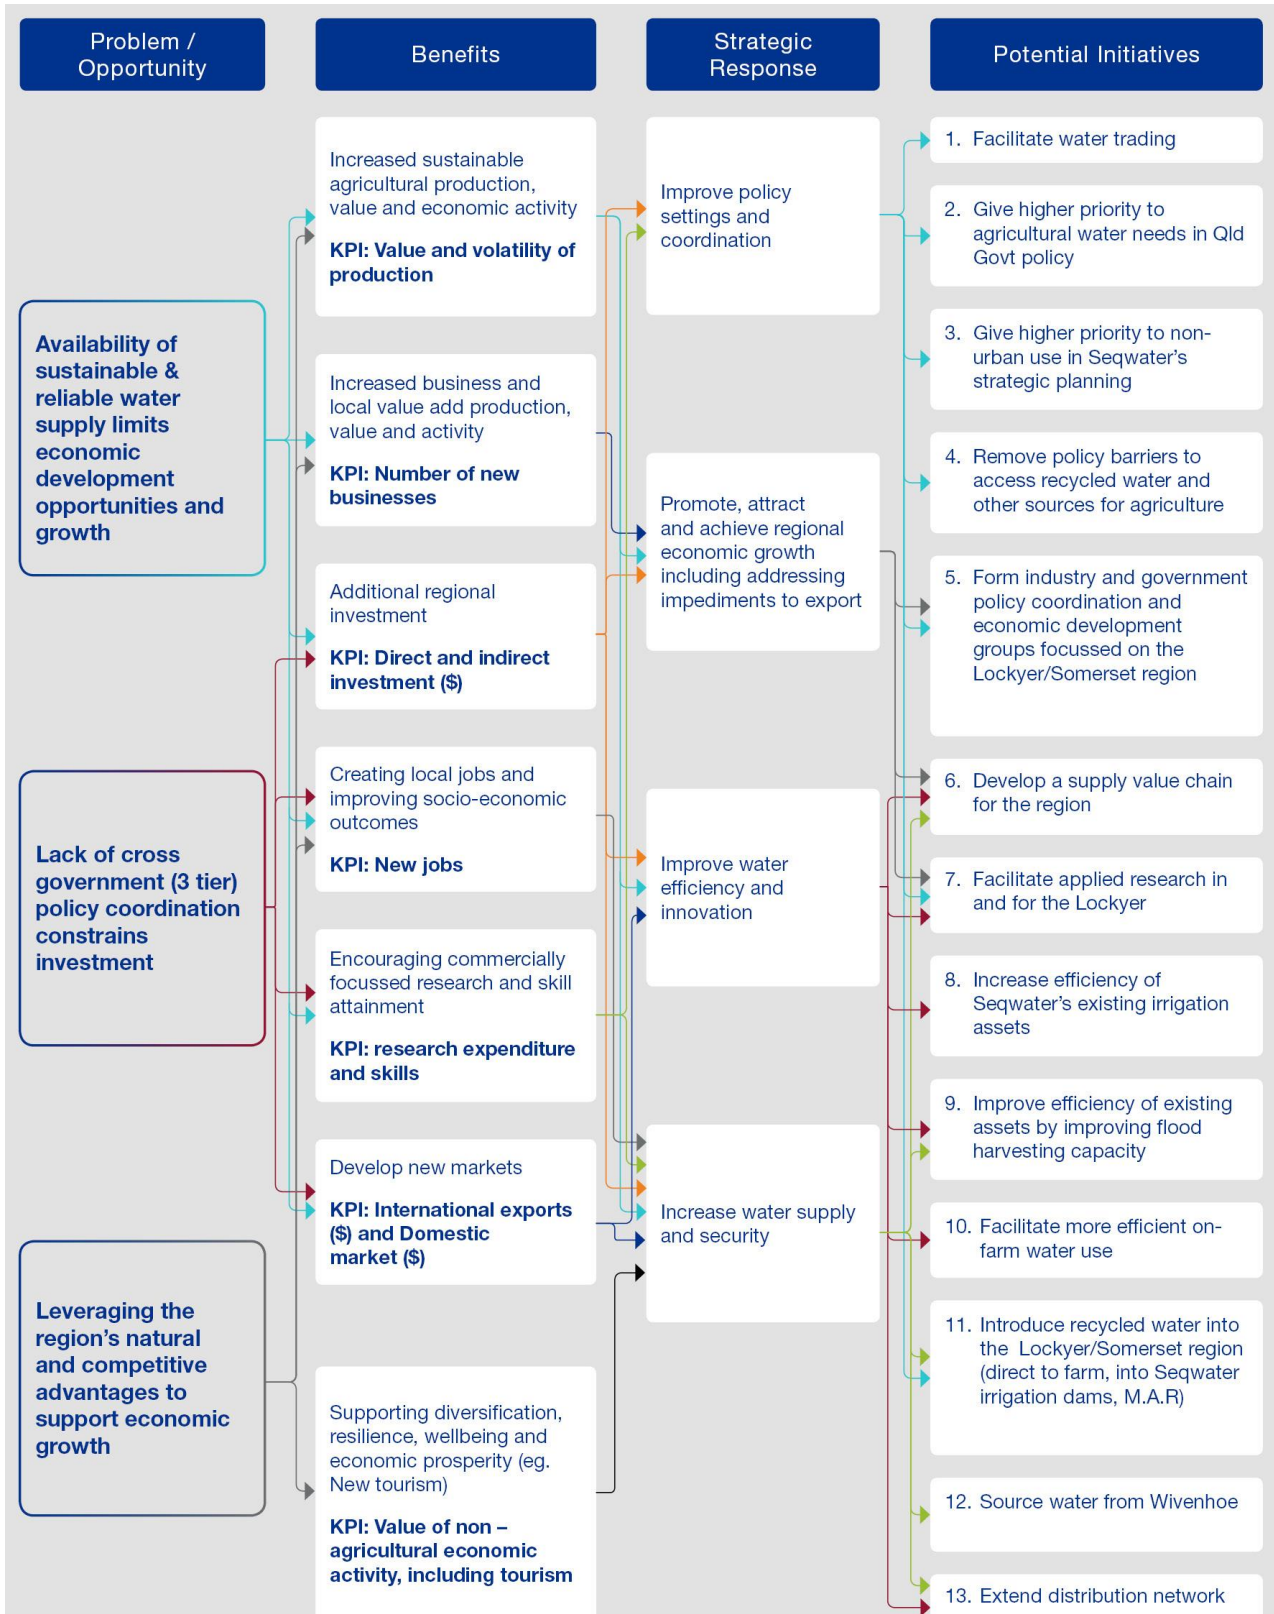 Problem /
Opportunity
Benefits
Strategic
Response
Potential Initiatives
Availability of
sustainable &
reliable water
supply limits
economic
development
opportunities and
growth
Lack of cross
government (3 tier)
policy coordination
constrains
investment
Leveraging the
region’s natural
and competitive
advantages to
support economic
growth
Increased sustainable
agricultural production,
value and economic activity
KPI: Value and volatility of
production
Increased business and
local value add production,
value and activity
KPI: Number of new
businesses
Additional regional
investment
KPI: Direct and indirect
investment ($)
Creating local jobs and
improving socio-economic
outcomes
KPI: New jobs
Encouraging commercially
focussed research and skill
attainment
KPI: research expenditure
and skills
Develop new markets
KPI: International exports
($) and Domestic
market ($)
Supporting diversification,
resilience, wellbeing and
economic prosperity (eg.
New tourism)
KPI: Value of non –
agricultural economic
activity, including tourism
Improve policy
settings and
coordination
Promote, attract
and achieve regional
economic growth
including addressing
impediments to export
Improve water
efficiency and
innovation
Increase water supply
and security
1. Facilitate water trading
2. Give higher priority to
agricultural water needs in Qld
Govt policy
3. Give higher priority to non-
urban use in Seqwater’s
strategic planning
4. Remove policy barriers to
access recycled water and
other sources for agriculture
5. Form industry and government
policy coordination and
economic development
groups focussed on the
Lockyer/Somerset region
6. Develop a supply value chain
for the region
7. Facilitate applied research in
and for the Lockyer
8. Increase efficiency of
Seqwater’s existing irrigation
assets
9. Improve efficiency of existing
assets by improving flood
harvesting capacity
10. Facilitate more efficient on-
farm water use
11. Introduce recycled water into
the Lockyer/Somerset region
(direct to farm, into Seqwater
irrigation dams, M.A.R)
12. Source water from Wivenhoe
13. Extend distribution network